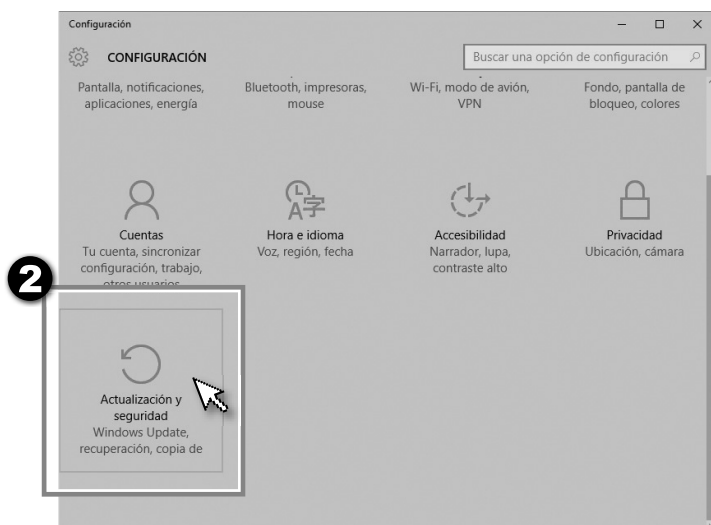 Configuración
CONFIGURACIÓN
Buscar una opción de configuración
Pantalla, notificaciones,
aplicaciones, energía
Bluetooth, impresoras,
mouse
Wi-Fi, modo de avión,
VPN
Fondo, pantalla de
bloqueo, colores
Cuentas
Tu cuenta, sincronizar
configuración, trabajo,
otros usuarios
Hora e idioma
Voz, región, fecha
Accesibilidad
Narrador, lupa,
contraste alto
Privacidad
Ubicación, cámara
2
Actualización y
seguridad
Windows Update,
recuperación, copia de